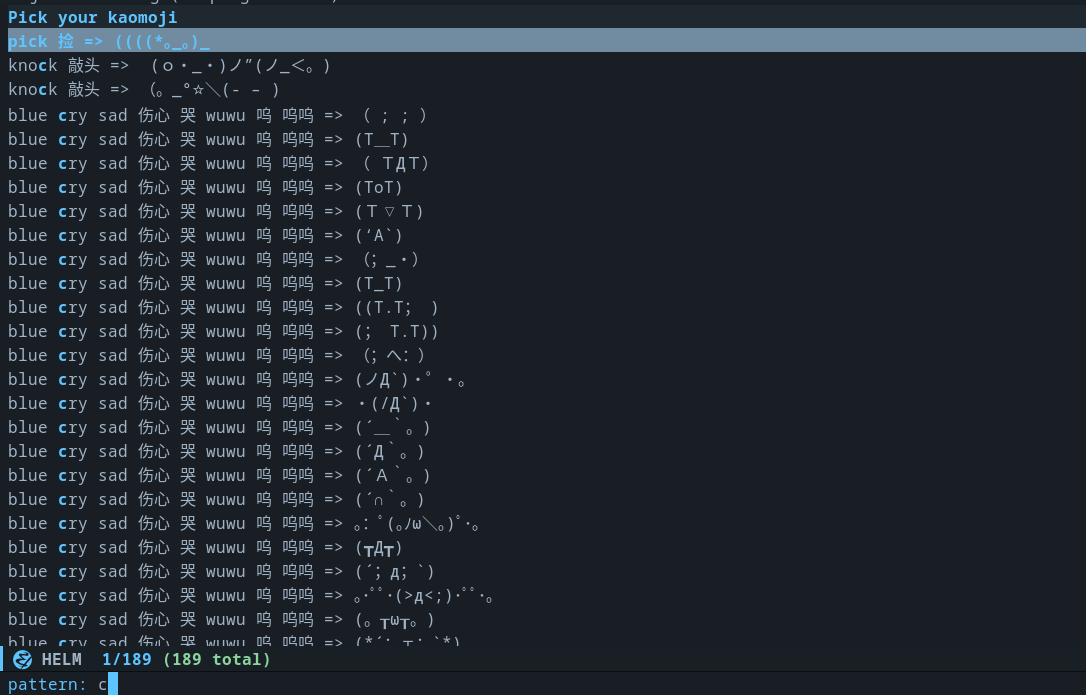 Pick your kaomoji
pick 捡 => ((((*｡_｡)_
knock 敲头 =>  (ｏ・_・)ノ”(ノ_＜。)
knock 敲头 => （。_°☆＼(- – )
blue cry sad 伤心 哭 wuwu 呜 呜呜 => （ ; ; ）
blue cry sad 伤心 哭 wuwu 呜 呜呜 => (T＿T)
blue cry sad 伤心 哭 wuwu 呜 呜呜 => （ ＴДＴ）
blue cry sad 伤心 哭 wuwu 呜 呜呜 => (ToT)
blue cry sad 伤心 哭 wuwu 呜 呜呜 => (Ｔ▽Ｔ)
blue cry sad 伤心 哭 wuwu 呜 呜呜 => (‘A`)
blue cry sad 伤心 哭 wuwu 呜 呜呜 => （；_・）
blue cry sad 伤心 哭 wuwu 呜 呜呜 => (T_T)
blue cry sad 伤心 哭 wuwu 呜 呜呜 => ((T.T； )
blue cry sad 伤心 哭 wuwu 呜 呜呜 => (； T.T))
blue cry sad 伤心 哭 wuwu 呜 呜呜 => （；へ：）
blue cry sad 伤心 哭 wuwu 呜 呜呜 => (ノД`)・゜・。
blue cry sad 伤心 哭 wuwu 呜 呜呜 => ・(/Д`)・
blue cry sad 伤心 哭 wuwu 呜 呜呜 => (´＿｀。)
blue cry sad 伤心 哭 wuwu 呜 呜呜 => (´Д｀。)
blue cry sad 伤心 哭 wuwu 呜 呜呜 => (´Ａ｀。)
blue cry sad 伤心 哭 wuwu 呜 呜呜 => (´∩｀。)
blue cry sad 伤心 哭 wuwu 呜 呜呜 => ｡：ﾟ(｡ﾉω＼｡)ﾟ･｡
blue cry sad 伤心 哭 wuwu 呜 呜呜 => (┳Д┳)
blue cry sad 伤心 哭 wuwu 呜 呜呜 => (´；д；`)
blue cry sad 伤心 哭 wuwu 呜 呜呜 => ｡･ﾟﾟ･(>д<;)･ﾟﾟ･｡
blue cry sad 伤心 哭 wuwu 呜 呜呜 => (。┰ω┰。)
blue cry sad 伤心 哭 wuwu 呜 呜呜 =>
HELM 1/189 (189 total)
pattern: c